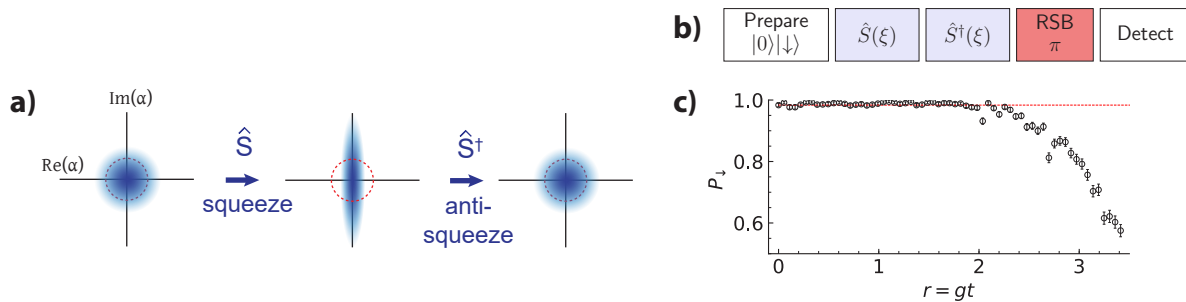 a)
Im(α)
Re(α)
Ŝ
squeeze
Ŝ†
anti-
squeeze
b)
Prepare
|0⟩|↓⟩
Ŝ(ξ)
Ŝ†(ξ)
RSB
π
Detect
c)
P↓
1.0
0.8
0.6
0
1
2
3
r = gt